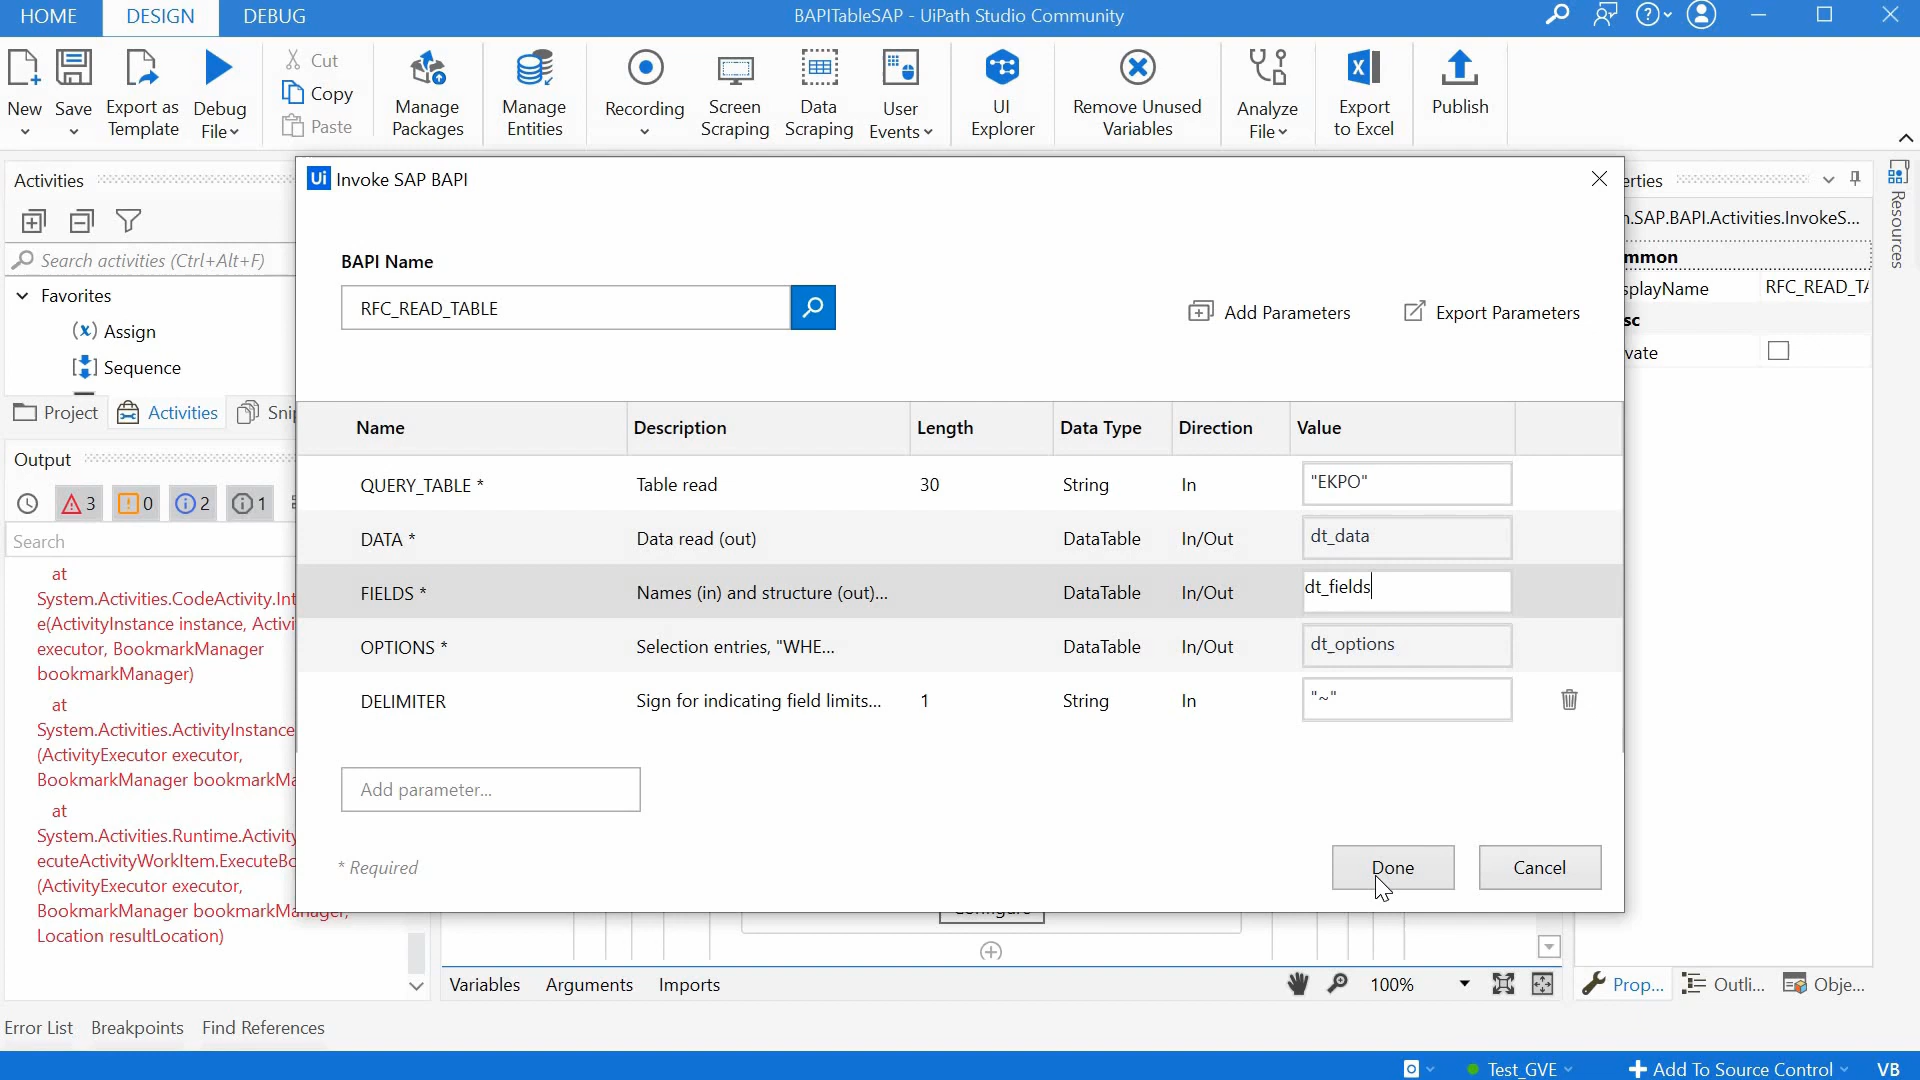 HOME
DESIGN
DEBUG
BAPITableSAP - UiPath Studio Community
New
Save
Export as
Template
Debug
File
Cut
Copy
Paste
Manage
Packages
Manage
Entities
Recording
Screen
Scraping
Data
Scraping
User
Events
UI
Explorer
Remove Unused
Variables
Analyze
File
Export
to Excel
Publish
Activities
Search activities (Ctrl+Alt+F)
Favorites
Assign
Sequence
Project
Activities
Snip
Output
3
0
2
1
Search
at
System.Activities.CodeActivity.Int
e(ActivityInstance instance, Activi
executor, BookmarkManager
bookmarkManager)
at
System.Activities.ActivityInstance
(ActivityExecutor executor,
BookmarkManager bookmarkMa
at
System.Activities.Runtime.Activity
ecuteActivityWorkItem.ExecuteBo
(ActivityExecutor executor,
BookmarkManager bookmarkManager,
Location resultLocation)
Ui Invoke SAP BAPI
BAPI Name
RFC_READ_TABLE
Add Parameters
Export Parameters
Name Description Length Data Type Direction Value
QUERY_TABLE * Table read 30 String In "EKPO"
DATA * Data read (out) DataTable In/Out dt_data
FIELDS * Names (in) and structure (out)... DataTable In/Out dt_fields
OPTIONS * Selection entries, "WHE... DataTable In/Out dt_options
DELIMITER Sign for indicating field limits... 1 String In "~"
Add parameter...
* Required
Done
Cancel
Configure
erties
.SAP.BAPI.Activities.InvokeS...
mmon
splayName RFC_READ_TA
sc
vate
Resources
Variables
Arguments
Imports
100%
Prop...
Outli...
Obje...
Error List
Breakpoints
Find References
Test_GVE
Add To Source Control
VB